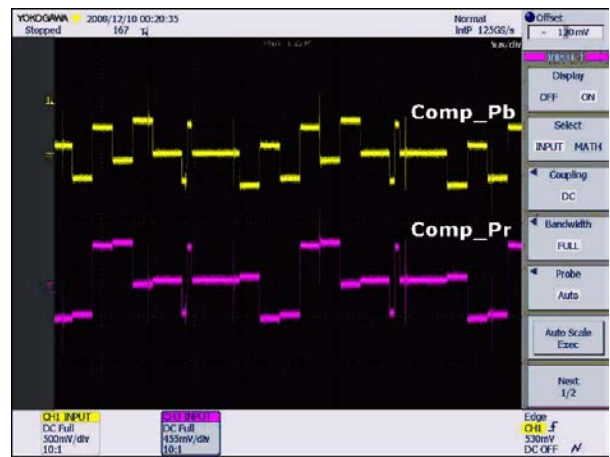 YOKOGAWA 2008/12/10 00:20:35
Stopped 167
Normal
IntP 125GS/s
Offset
- 120mV
Display
OFF ON
Select
INPUT MATH
Coupling
DC
Bandwidth
FULL
Probe
Auto
Auto Scale
Exec
Next
1/2
Comp_Pb
Comp_Pr
CH1 INPUT
DC Full
500mV/div
10:1
INPUT
DC Full
455mV/div
10:1
Edge
CH1
530mV
DC OFF